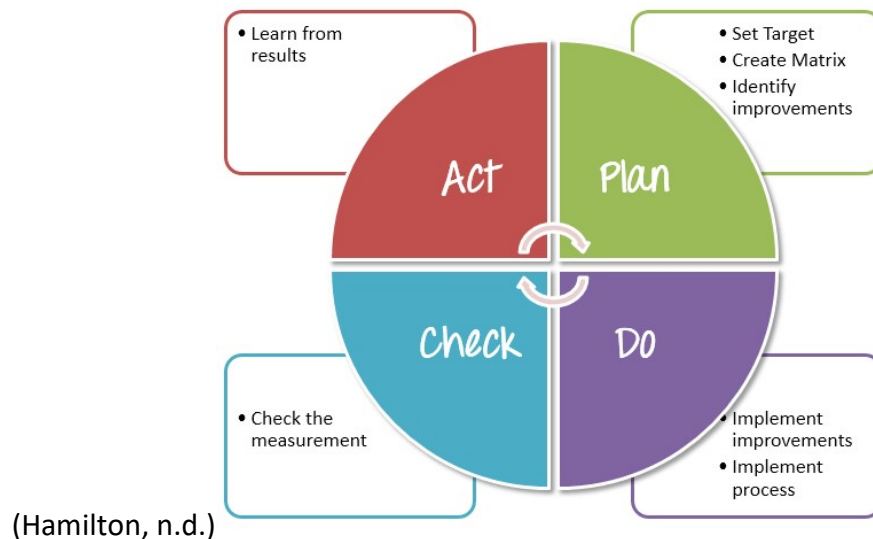 • Learn from
results
• Set Target
• Create Matrix
• Identify
improvements
Act
Plan
Check
Do
• Check the
measurement
• Implement
improvements
• Implement
process
(Hamilton, n.d.)